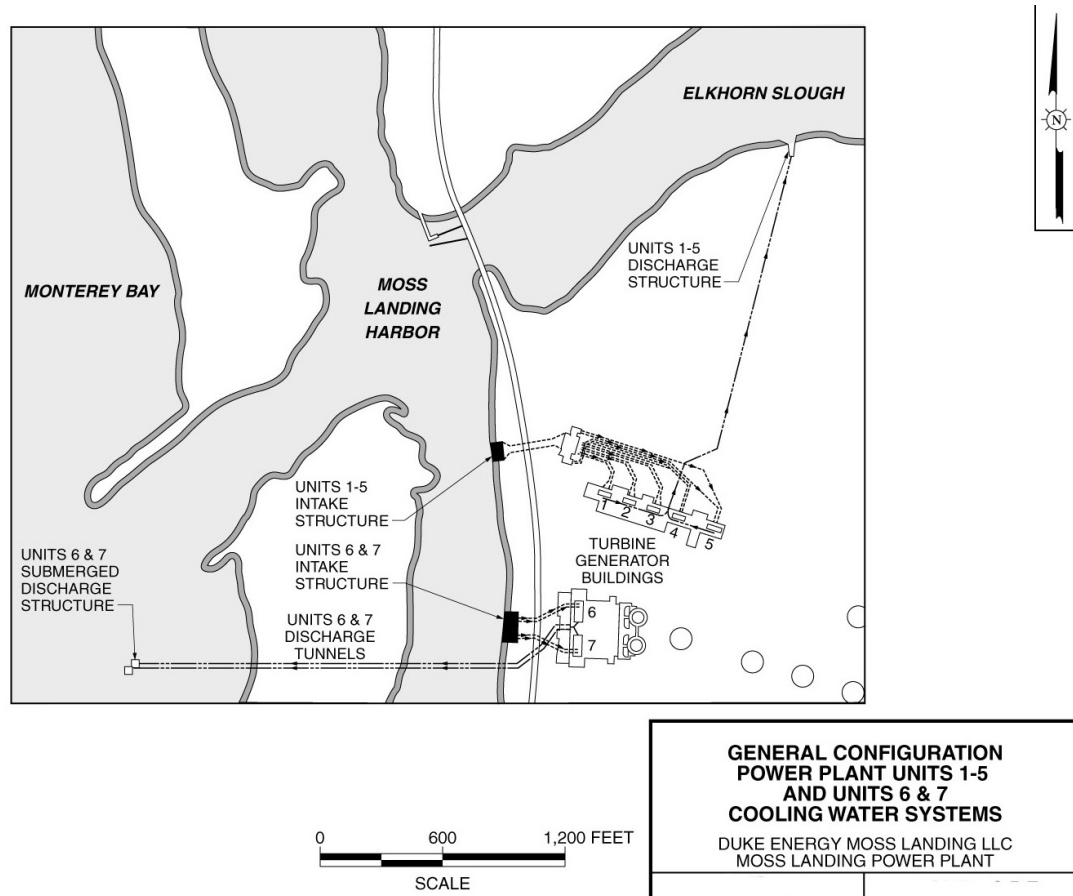 N
ELKHORN SLOUGH
UNITS 1-5
DISCHARGE
STRUCTURE
MONTEREY BAY
MOSS
LANDING
HARBOR
UNITS 1-5
INTAKE
STRUCTURE
1 2 3 4 5
TURBINE
GENERATOR
BUILDINGS
UNITS 6 & 7
INTAKE
STRUCTURE
UNITS 6 & 7
SUBMERGED
DISCHARGE
STRUCTURE
6
7
UNITS 6 & 7
DISCHARGE
TUNNELS
0 600 1,200 FEET
SCALE
GENERAL CONFIGURATION
POWER PLANT UNITS 1-5
AND UNITS 6 & 7
COOLING WATER SYSTEMS
DUKE ENERGY MOSS LANDING LLC
MOSS LANDING POWER PLANT